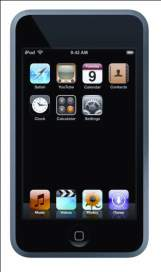 iPod 9:42 AM
Tuesday
9
Safari YouTube Calendar Contacts
Clock Calculator Settings
Music Videos Photos iTunes